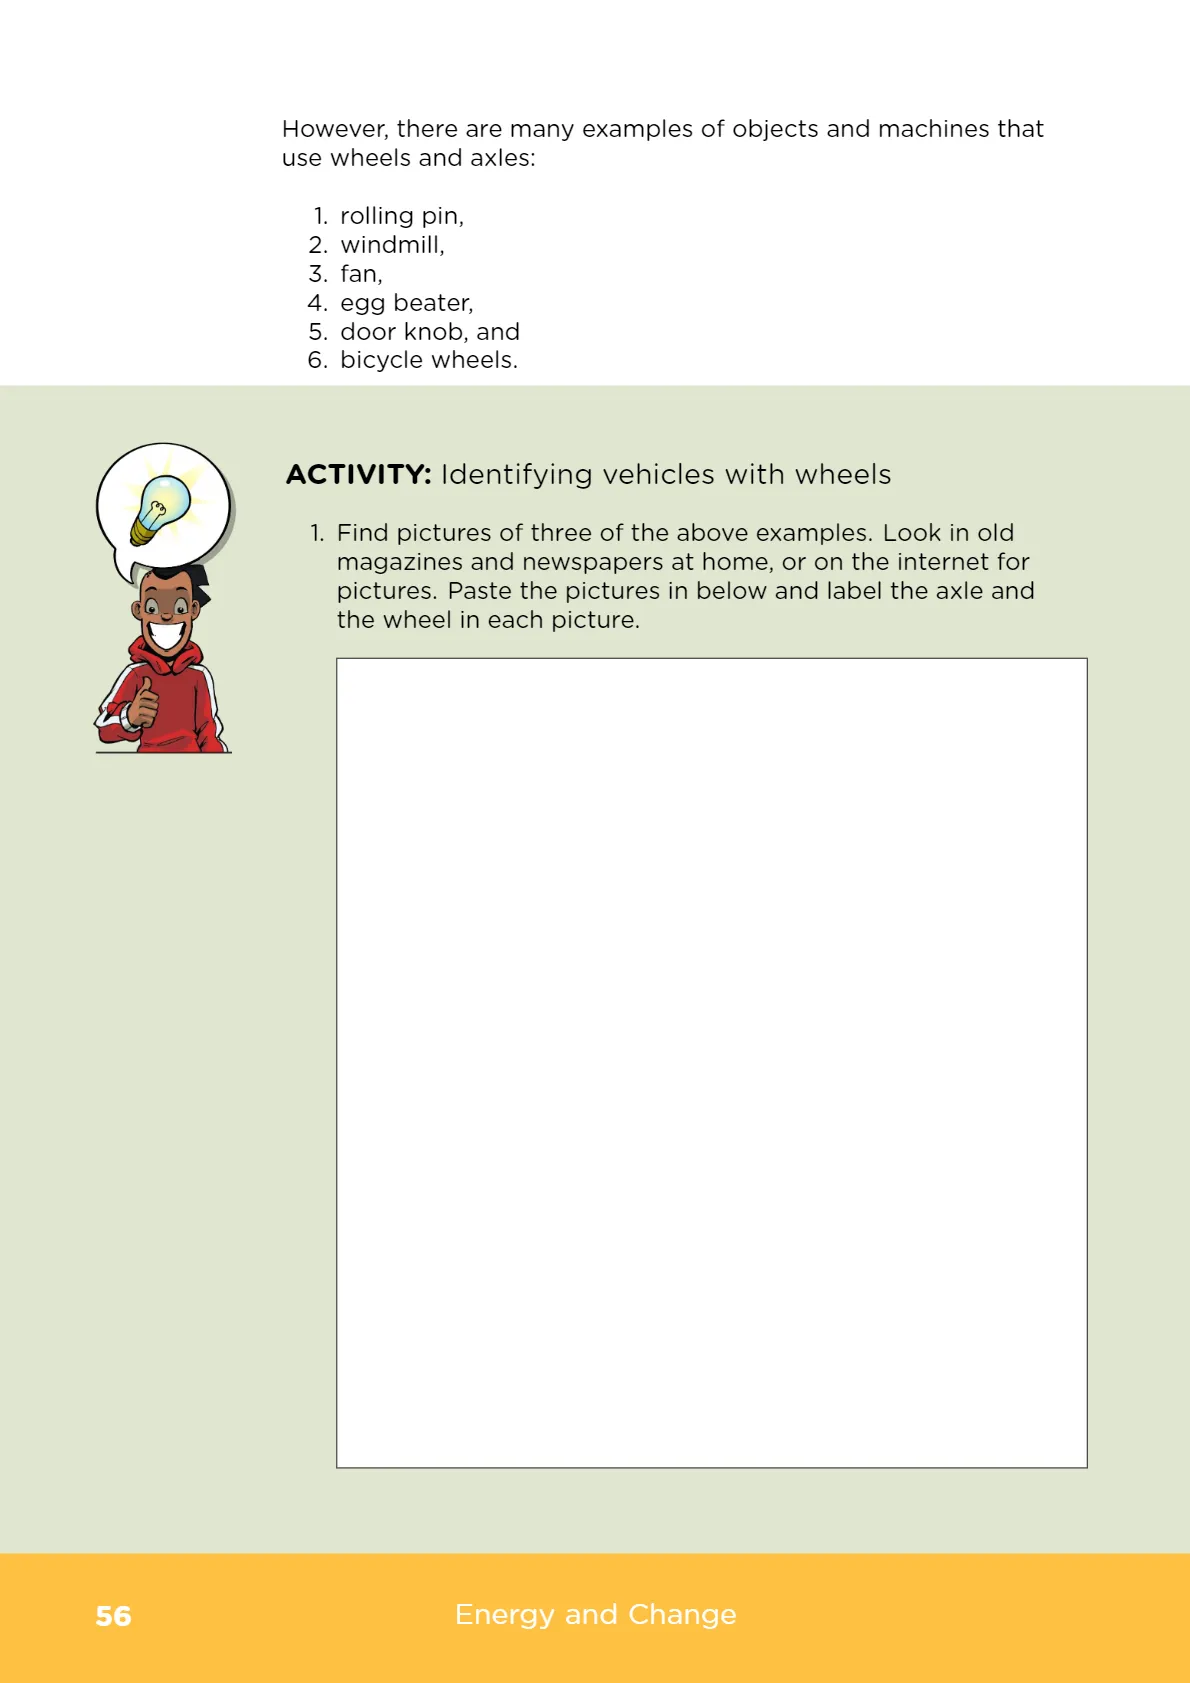 However, there are many examples of objects and machines that
use wheels and axles:
1. rolling pin,
2. windmill,
3. fan,
4. egg beater,
5. door knob, and
6. bicycle wheels.
ACTIVITY: Identifying vehicles with wheels
1. Find pictures of three of the above examples. Look in old
magazines and newspapers at home, or on the internet for
pictures. Paste the pictures in below and label the axle and
the wheel in each picture.
56
Energy and Change